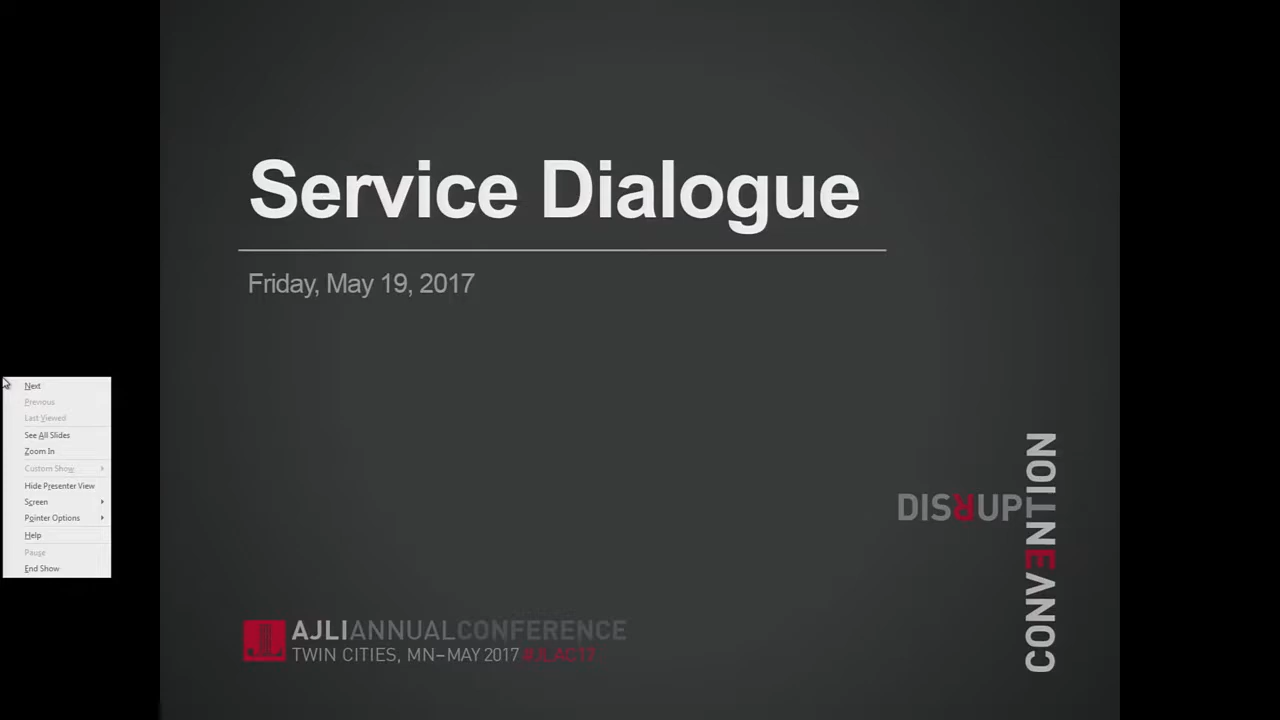 Service Dialogue
Friday, May 19, 2017
Next
Previous
Last Viewed
See All Slides
Zoom In
Custom Show
Hide Presenter View
Screen
Pointer Options
Help
Pause
End Show
DISRUPT
CONVENTION
AJLI ANNUAL CONFERENCE
TWIN CITIES, MN–MAY 2017 #JLAC17